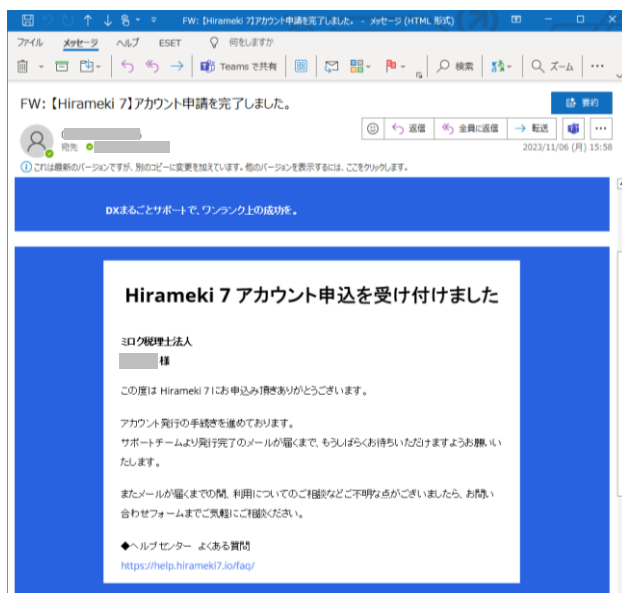 FW: 【Hirameki 7】アカウント申請を完了しました。 - メッセージ (HTML 形式)
ファイル メッセージ ヘルプ ESET 何をしますか
Teams で共有 検索 ズーム
FW: 【Hirameki 7】アカウント申請を完了しました。
要約
返信 全員に返信 転送
宛先
2023/11/06 (月) 15:58
これは最新のバージョンですが、別のコピーに変更を加えています。他のバージョンを表示するには、ここをクリックします。
DXまるごとサポートで、ワンランク上の成功を。
Hirameki 7 アカウント申込を受け付けました
ミロク税理士法人
様
この度は Hirameki 7 にお申込み頂きありがとうございます。
アカウント発行の手続きを進めております。
サポートチームより発行完了のメールが届くまで、もうしばらくお待ちいただけますようお願いい
たします。
またメールが届くまでの間、利用についてのご相談などご不明な点がございましたら、お問い
合わせフォームまでご気軽にご相談ください。
◆ヘルプセンター よくある質問
https://help.hirameki7.io/faq/